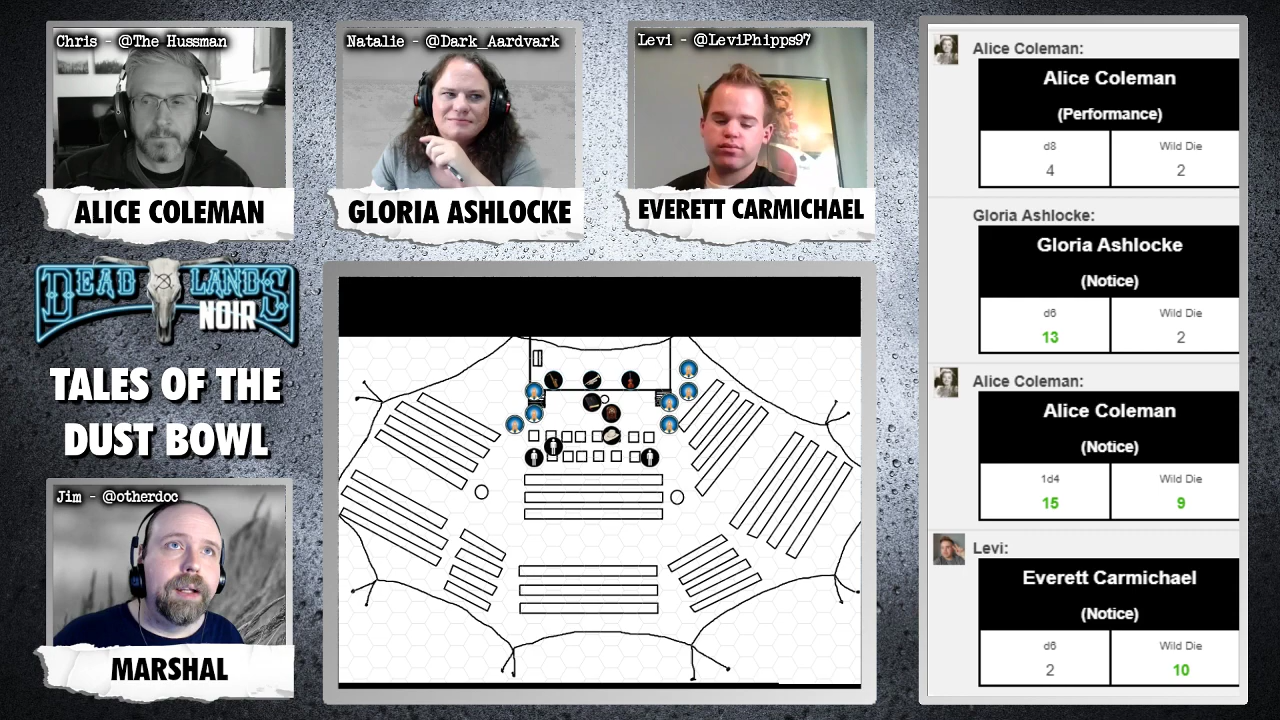 Chris - @The Hussman
ALICE COLEMAN
Natalie - @Dark_Aardvark
GLORIA ASHLOCKE
Levi - @LeviPhipps97
EVERETT CARMICHAEL
DEAD LANDS
NOIR
TALES OF THE
DUST BOWL
Jim - @otherdoc
MARSHAL
Alice Coleman:
Alice Coleman
(Performance)
d8 Wild Die
4 2
Gloria Ashlocke:
Gloria Ashlocke
(Notice)
d6 Wild Die
13 2
Alice Coleman:
Alice Coleman
(Notice)
1d4 Wild Die
15 9
Levi:
Everett Carmichael
(Notice)
d6 Wild Die
2 10